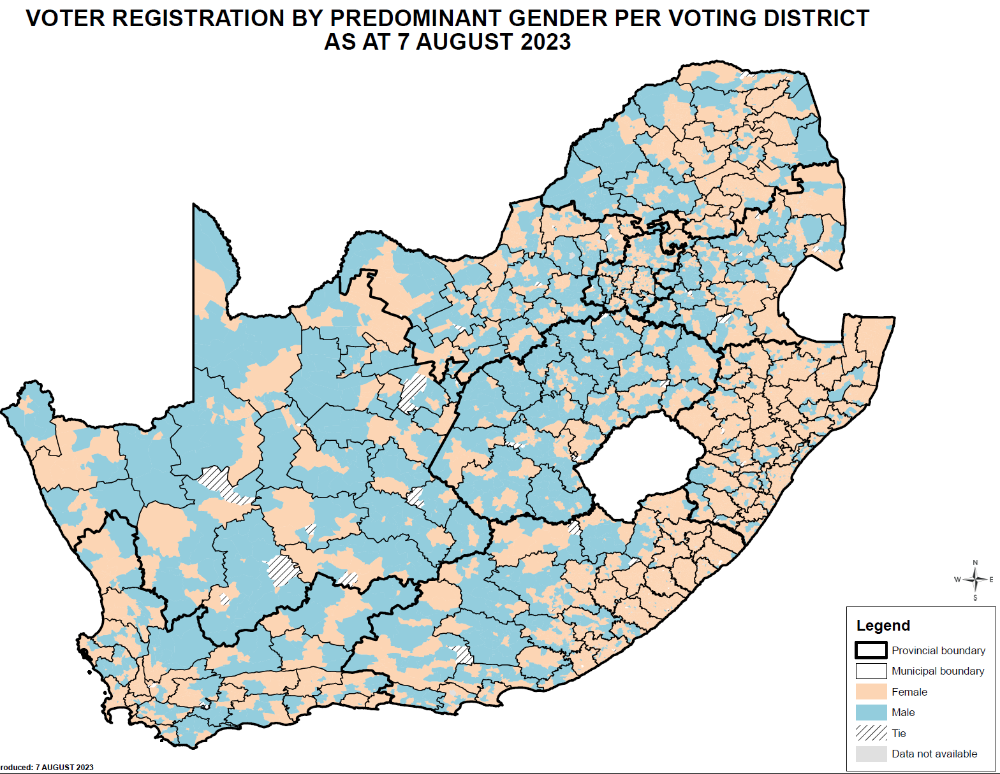 VOTER REGISTRATION BY PREDOMINANT GENDER PER VOTING DISTRICT
AS AT 7 AUGUST 2023
N
W E
S
Legend
Provincial boundary
Municipal boundary
Female
Male
Tie
Data not available
roduced: 7 AUGUST 2023